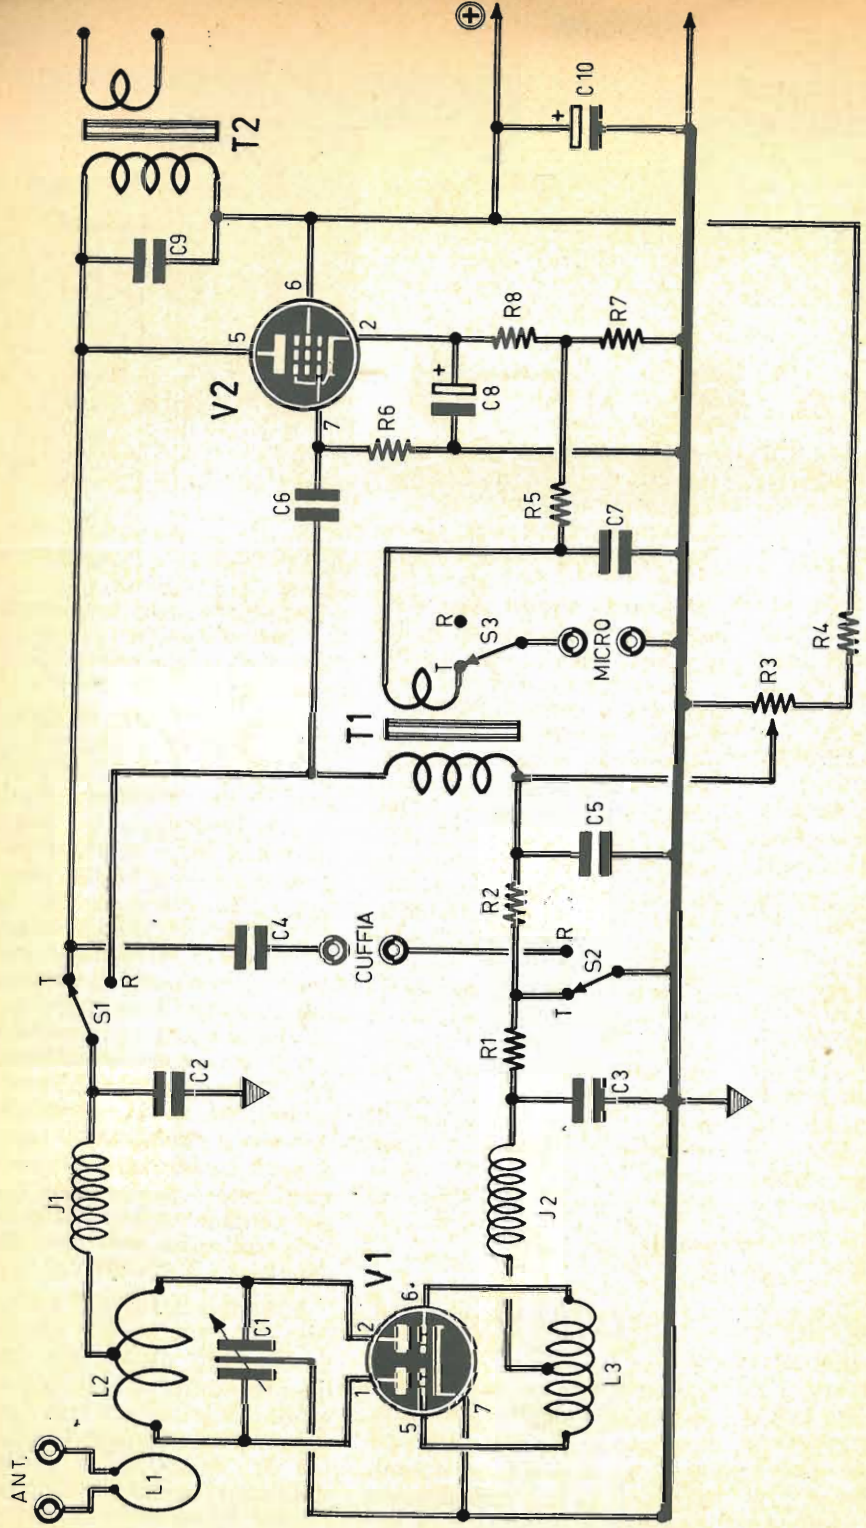 ANT.
L1
L2
J1
C1
V1
1
2
5
6
7
L3
J2
C2
C3
S1
T
R
R1
T
S2
R
R2
C4
CUFFIA
C5
T1
T
R
S3
MICRO
R3
R4
C6
R5
C7
R6
C8
+
V2
5
6
7
2
R8
R7
C9
T2
+
C10
+